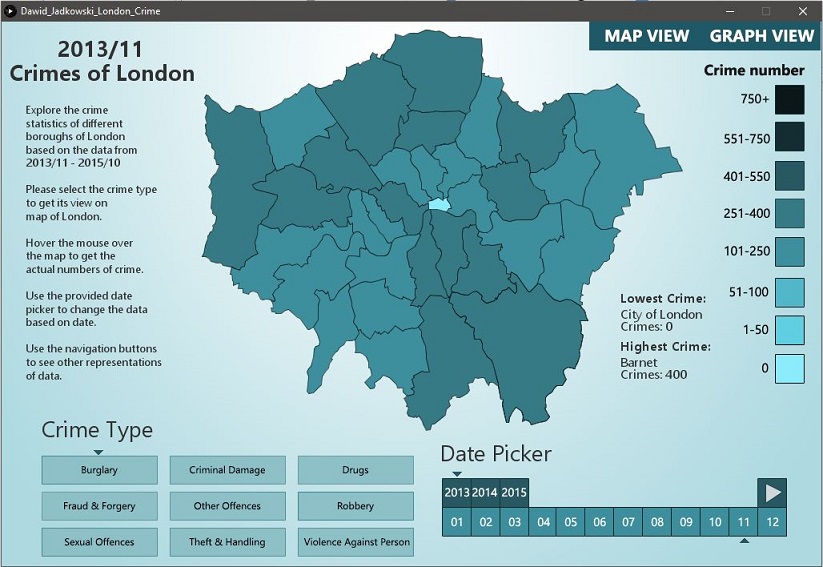 Dawid_Jadkowski_London_Crime
2013/11
Crimes of London
Explore the crime
statistics of different
boroughs of London
based on the data from
2013/11 - 2015/10
Please select the crime type
to get its view on
map of London.
Hover the mouse over
the map to get the
actual numbers of crime.
Use the provided date
picker to change the data
based on date.
Use the navigation buttons
to see other representations
of data.
MAP VIEW GRAPH VIEW
Crime number
750+
551-750
401-550
251-400
101-250
51-100
1-50
0
Lowest Crime:
City of London
Crimes: 0
Highest Crime:
Barnet
Crimes: 400
Crime Type
Burglary Criminal Damage Drugs
Fraud & Forgery Other Offences Robbery
Sexual Offences Theft & Handling Violence Against Person
Date Picker
2013 2014 2015
01 02 03 04 05 06 07 08 09 10 11 12